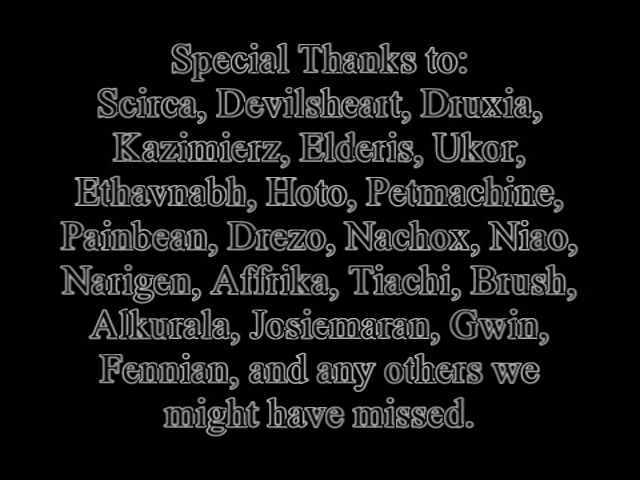 Special Thanks to:
Scirca, Devilsheart, Druxia,
Kazimierz, Elderis, Ukor,
Ethavnabh, Hoto, Petmachine,
Painbean, Drezo, Nachox, Niao,
Narigen, Affrika, Tiachi, Brush,
Alkurala, Josiemaran, Gwin,
Fennian, and any others we
might have missed.